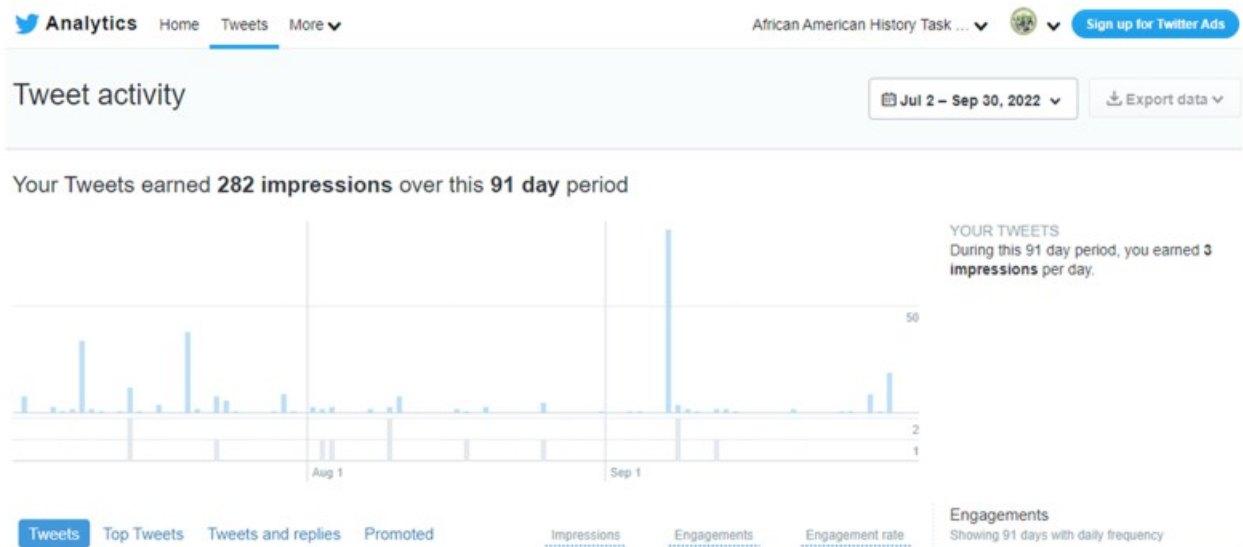 Analytics Home Tweets More African American History Task ... Sign up for Twitter Ads
Tweet activity Jul 2 – Sep 30, 2022 Export data
Your Tweets earned 282 impressions over this 91 day period
YOUR TWEETS
During this 91 day period, you earned 3
impressions per day.
50
2
1
Aug 1 Sep 1
Tweets Top Tweets Tweets and replies Promoted Impressions Engagements Engagement rate
Engagements
Showing 91 days with daily frequency